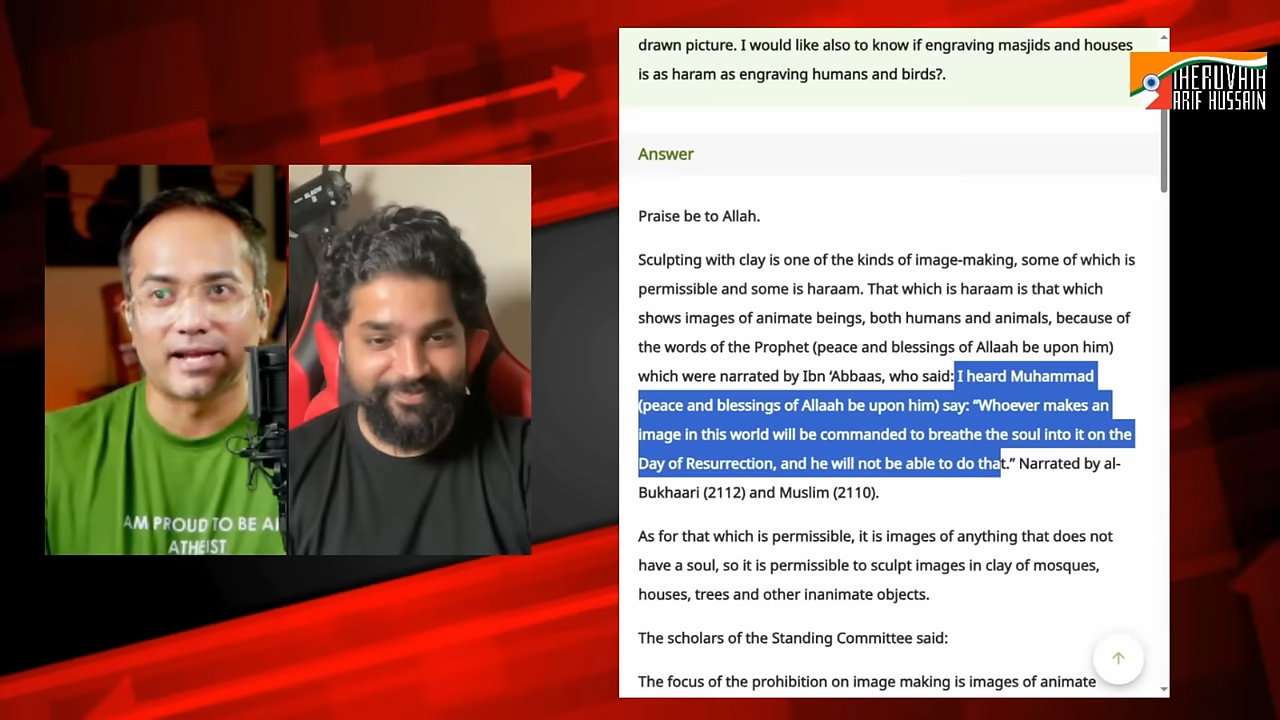 drawn picture. I would like also to know if engraving masjids and houses
is as haram as engraving humans and birds?.
THERUVATH
ARIF HUSSAIN
Answer
Praise be to Allah.
Sculpting with clay is one of the kinds of image-making, some of which is
permissible and some is haraam. That which is haraam is that which
shows images of animate beings, both humans and animals, because of
the words of the Prophet (peace and blessings of Allaah be upon him)
which were narrated by Ibn ‘Abbaas, who said: I heard Muhammad
(peace and blessings of Allaah be upon him) say: “Whoever makes an
image in this world will be commanded to breathe the soul into it on the
Day of Resurrection, and he will not be able to do that.” Narrated by al-
Bukhaari (2112) and Muslim (2110).
As for that which is permissible, it is images of anything that does not
have a soul, so it is permissible to sculpt images in clay of mosques,
houses, trees and other inanimate objects.
The scholars of the Standing Committee said:
The focus of the prohibition on image making is images of animate
AM PROUD TO BE A
ATHEIST